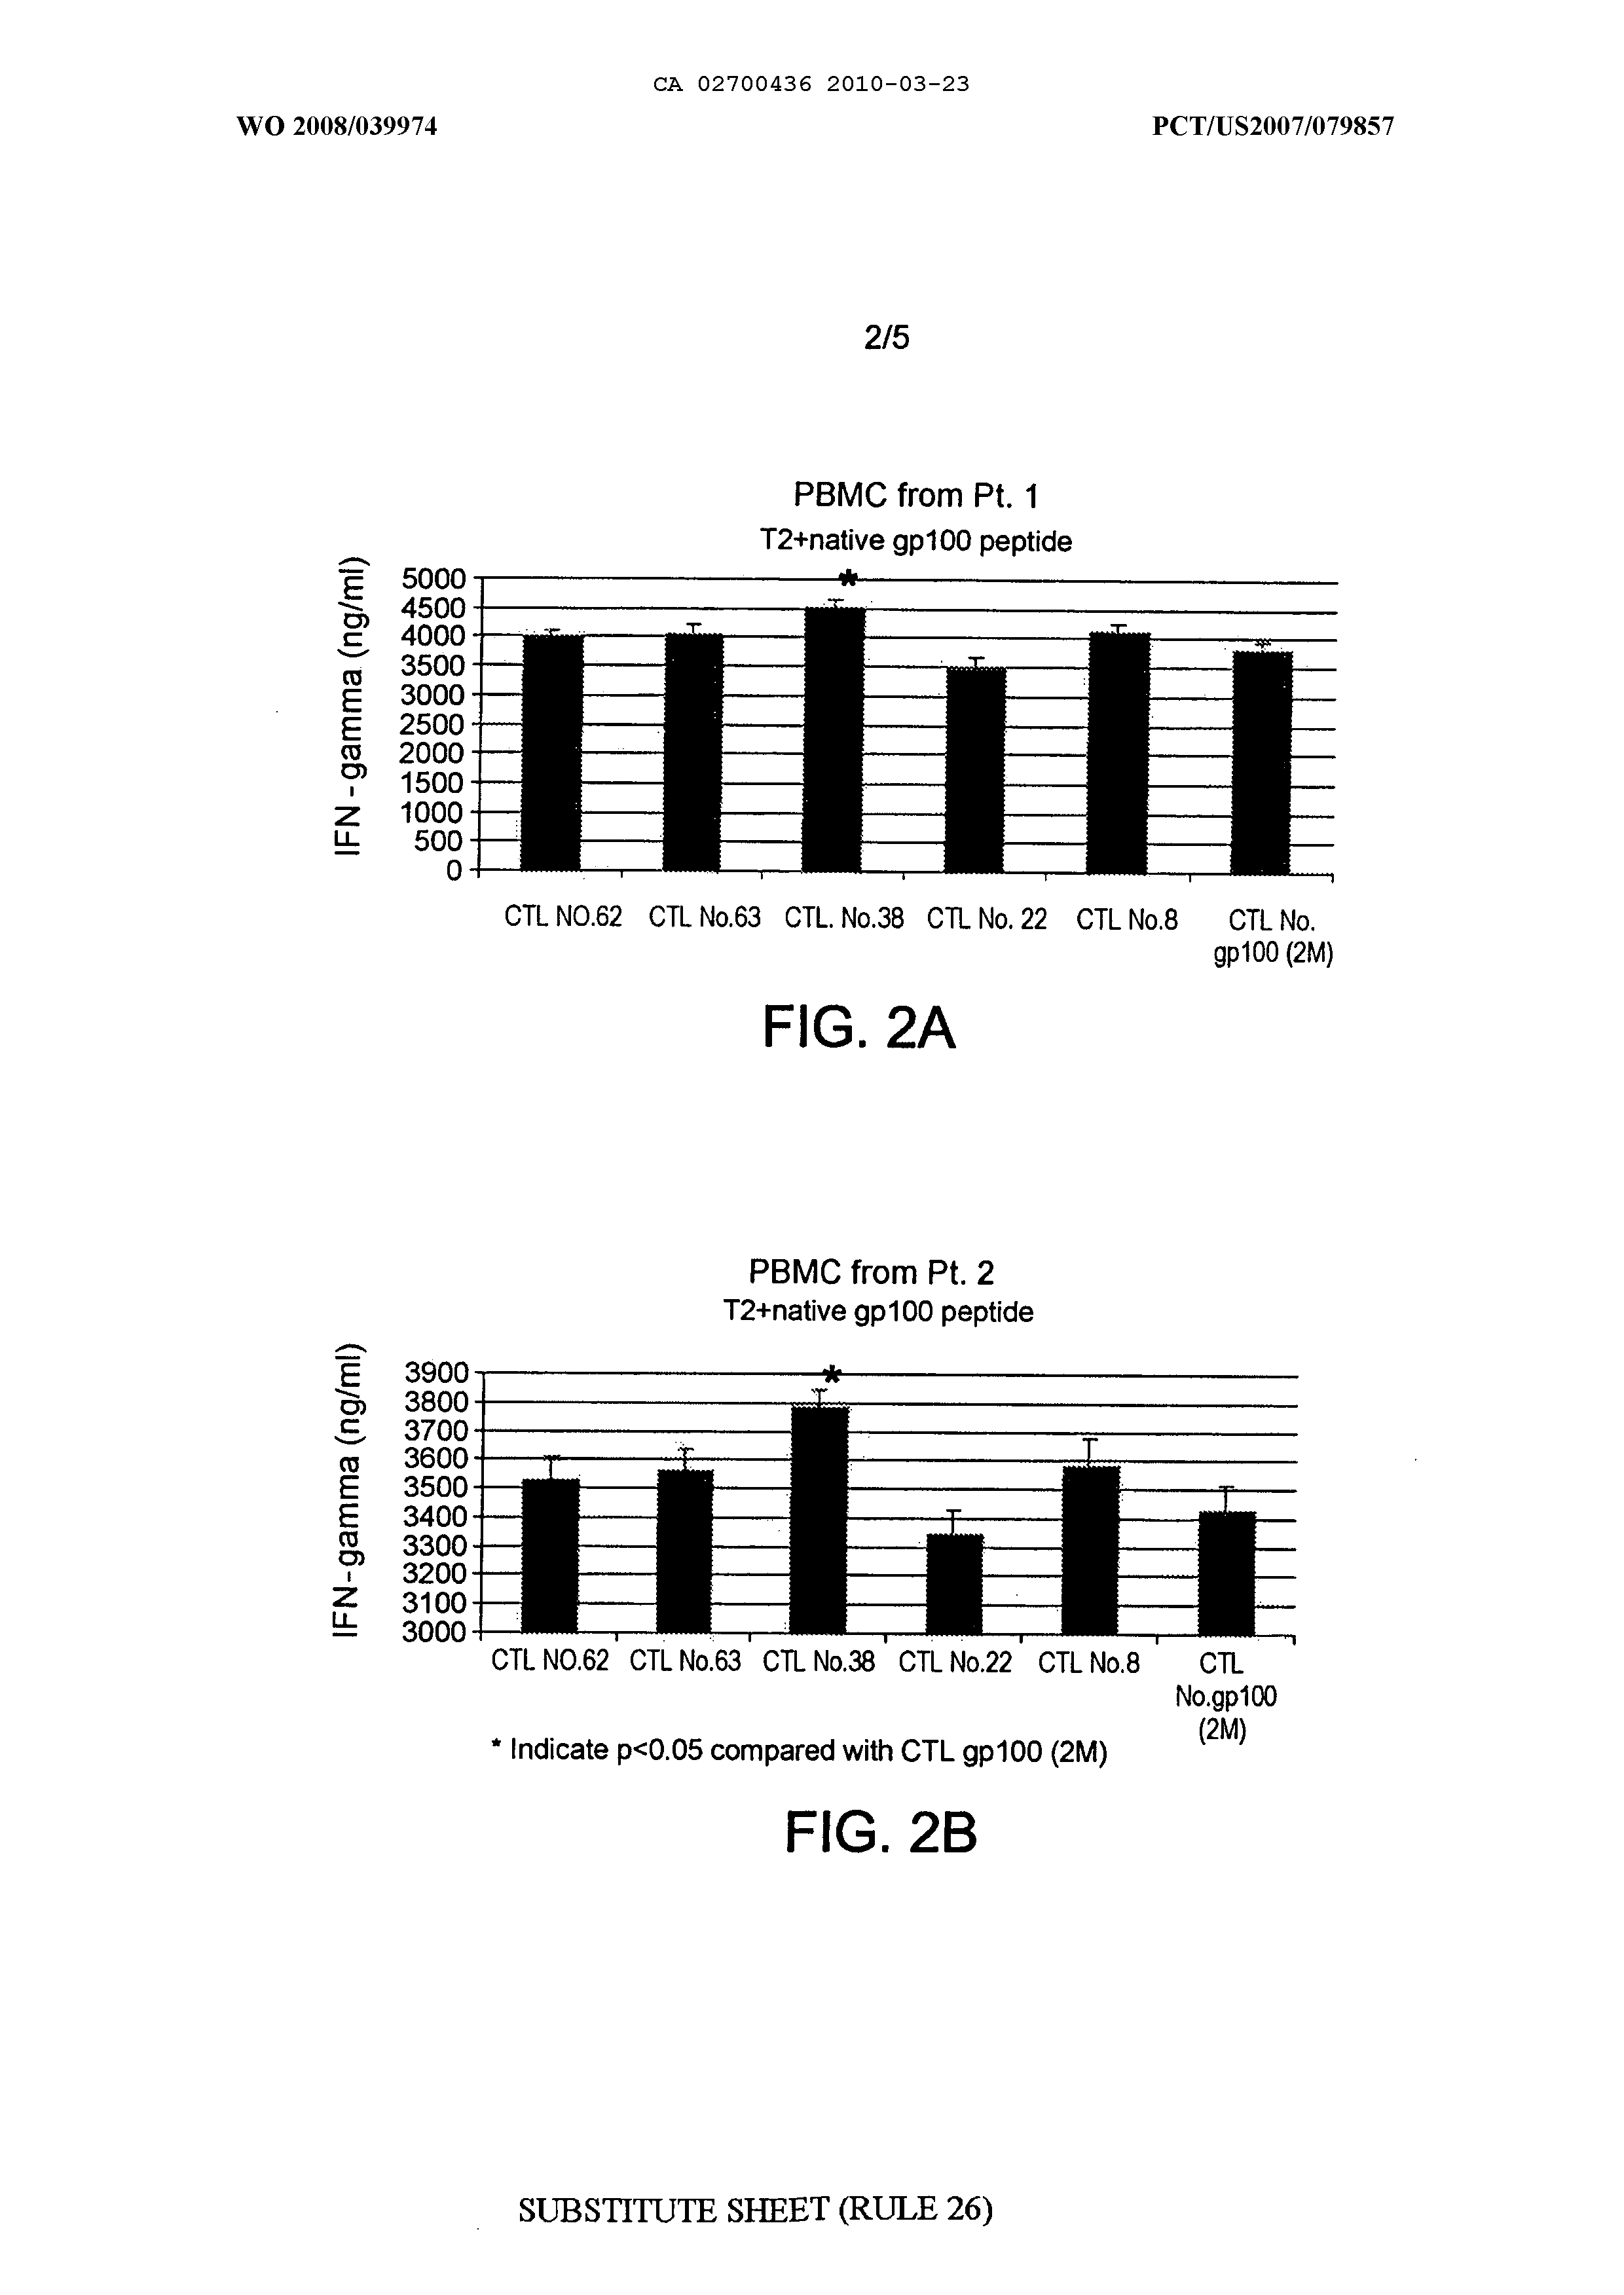 CA 02700436 2010-03-23
WO 2008/039974 PCT/US2007/079857
2/5
PBMC from Pt. 1
T2+native gp100 peptide
IFN - gamma (ng/ml)
5000
4500
4000
3500
3000
2500
2000
1500
1000
500
0
*
CTL NO.62 CTL No.63 CTL. No.38 CTL No. 22 CTL No.8 CTL No.
gp100 (2M)
FIG. 2A
PBMC from Pt. 2
T2+native gp100 peptide
IFN-gamma (ng/ml)
3900
3800
3700
3600
3500
3400
3300
3200
3100
3000
*
CTL NO.62 CTL No.63 CTL No.38 CTL No.22 CTL No.8 CTL
No.gp100
(2M)
* Indicate p<0.05 compared with CTL gp100 (2M)
FIG. 2B
SUBSTITUTE SHEET (RULE 26)